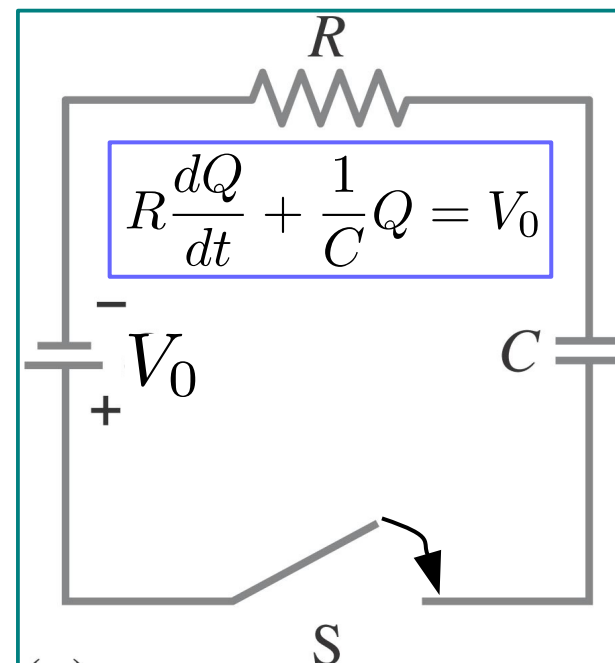 R
R dQ/dt + 1/C Q = V₀
−
V₀
C
+
S